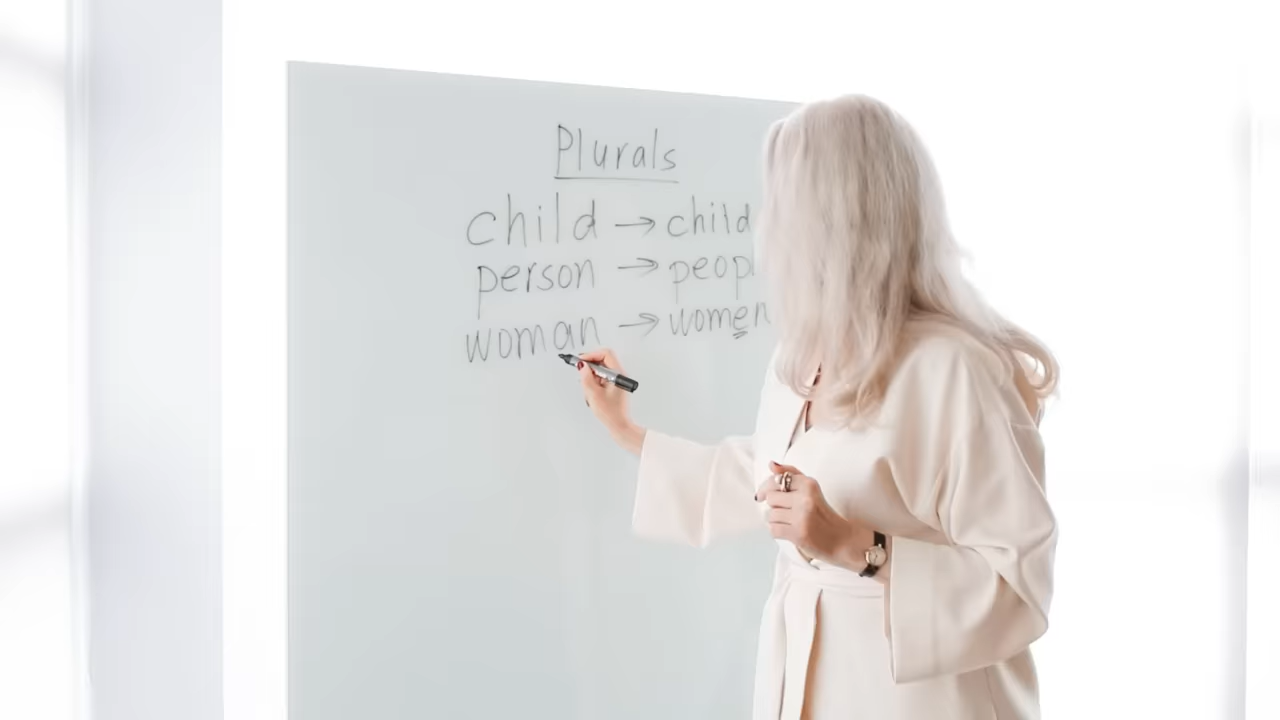 Plurals
child → child
person → peopl
woman → women